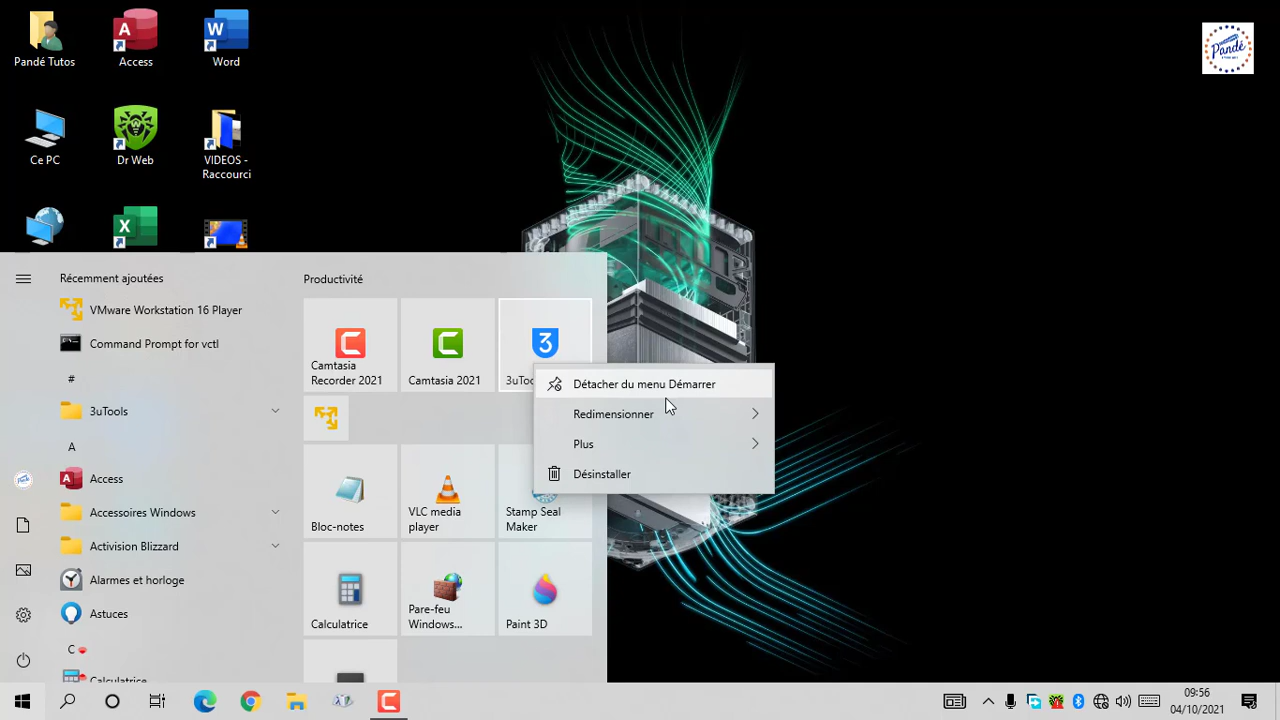 Pandé Tutos
Access
Word
Pandé
Ce PC
Dr Web
VIDEOS -
Raccourci
Récemment ajoutées
VMware Workstation 16 Player
Command Prompt for vctl
#
3uTools
A
Access
Accessoires Windows
Activision Blizzard
Alarmes et horloge
Astuces
C
Calculatrice
Productivité
Camtasia
Recorder 2021
Camtasia 2021
Détacher du menu Démarrer
Redimensionner
Plus
Désinstaller
Bloc-notes
VLC media
player
Stamp Seal
Maker
Calculatrice
Pare-feu
Windows...
Paint 3D
09:56
04/10/2021